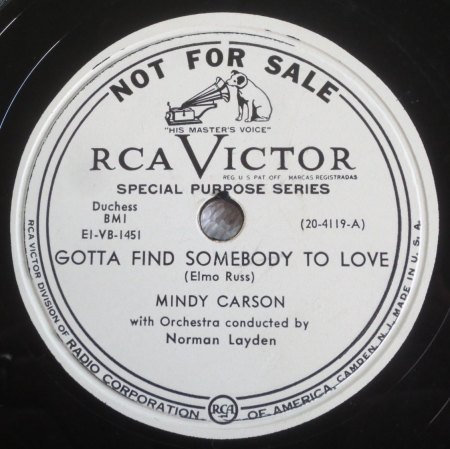 NOT FOR SALE
"HIS MASTER'S VOICE"
RCA VICTOR
REG. U S PAT OFF. MARCAS REGISTRADAS
SPECIAL PURPOSE SERIES
Duchess
BMI
E1-VB-1451
(20-4119-A)
GOTTA FIND SOMEBODY TO LOVE
(Elmo Russ)
MINDY CARSON
with Orchestra conducted by
Norman Layden
RCA VICTOR DIVISION OF RADIO CORPORATION OF AMERICA, CAMDEN, N.J. MADE IN U.S.A.
RCA